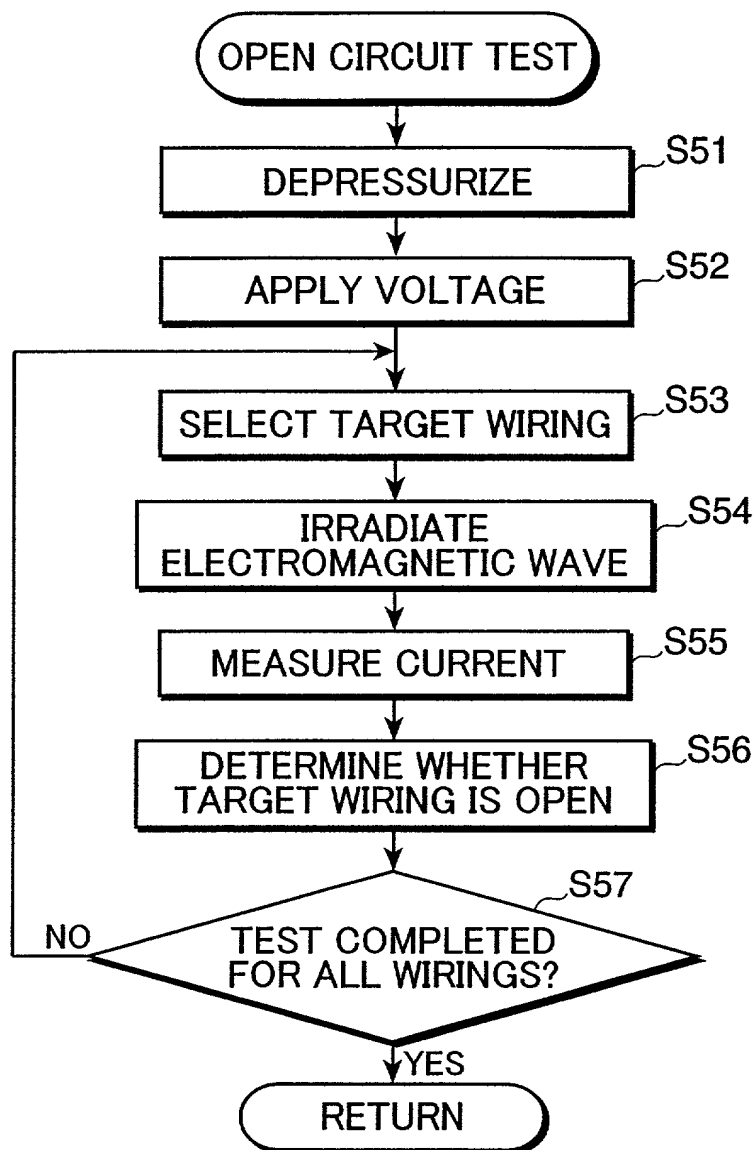 OPEN CIRCUIT TEST
S51
DEPRESSURIZE
S52
APPLY VOLTAGE
S53
SELECT TARGET WIRING
S54
IRRADIATE
ELECTROMAGNETIC WAVE
S55
MEASURE CURRENT
S56
DETERMINE WHETHER
TARGET WIRING IS OPEN
S57
NO
TEST COMPLETED
FOR ALL WIRINGS?
YES
RETURN